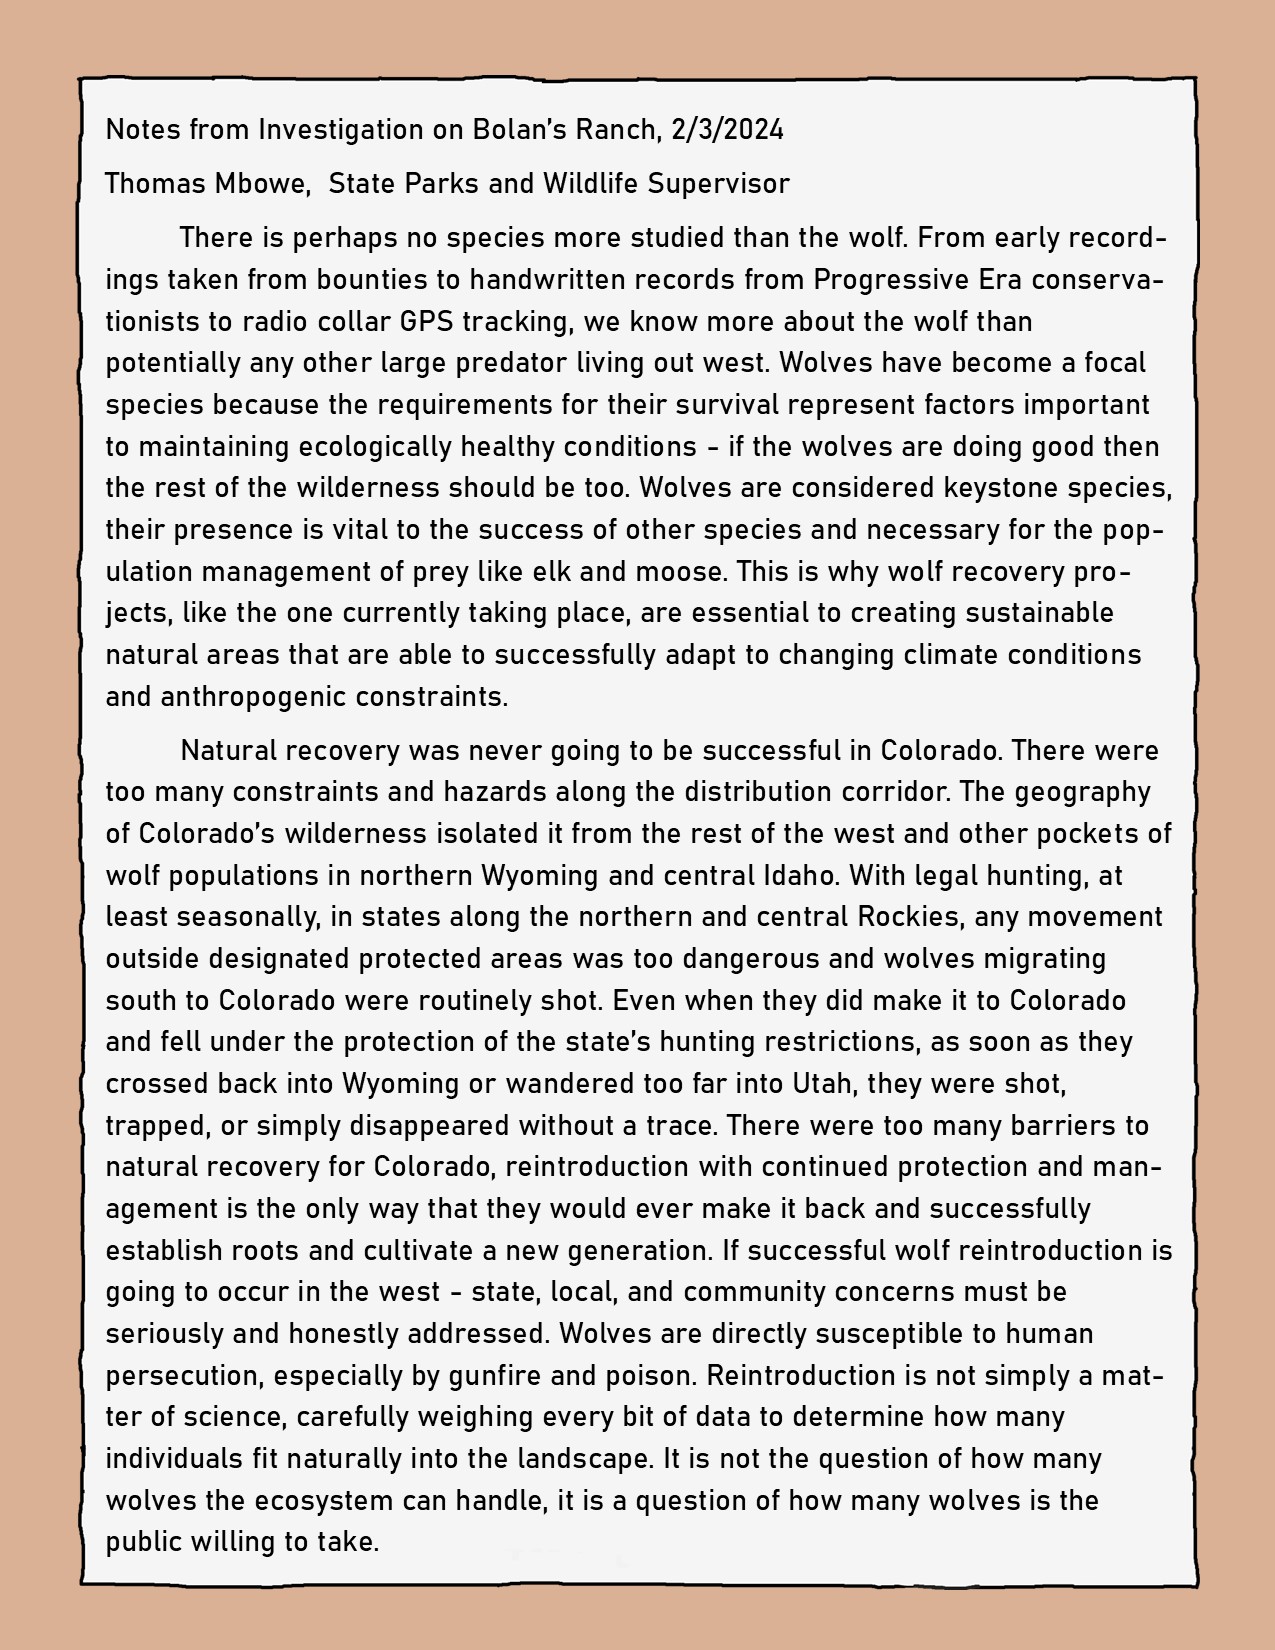 Notes from Investigation on Bolan's Ranch, 2/3/2024
Thomas Mbowe,  State Parks and Wildlife Supervisor
There is perhaps no species more studied than the wolf. From early record-
ings taken from bounties to handwritten records from Progressive Era conserva-
tionists to radio collar GPS tracking, we know more about the wolf than
potentially any other large predator living out west. Wolves have become a focal
species because the requirements for their survival represent factors important
to maintaining ecologically healthy conditions - if the wolves are doing good then
the rest of the wilderness should be too. Wolves are considered keystone species,
their presence is vital to the success of other species and necessary for the pop-
ulation management of prey like elk and moose. This is why wolf recovery pro-
jects, like the one currently taking place, are essential to creating sustainable
natural areas that are able to successfully adapt to changing climate conditions
and anthropogenic constraints.
Natural recovery was never going to be successful in Colorado. There were
too many constraints and hazards along the distribution corridor. The geography
of Colorado's wilderness isolated it from the rest of the west and other pockets of
wolf populations in northern Wyoming and central Idaho. With legal hunting, at
least seasonally, in states along the northern and central Rockies, any movement
outside designated protected areas was too dangerous and wolves migrating
south to Colorado were routinely shot. Even when they did make it to Colorado
and fell under the protection of the state's hunting restrictions, as soon as they
crossed back into Wyoming or wandered too far into Utah, they were shot,
trapped, or simply disappeared without a trace. There were too many barriers to
natural recovery for Colorado, reintroduction with continued protection and man-
agement is the only way that they would ever make it back and successfully
establish roots and cultivate a new generation. If successful wolf reintroduction is
going to occur in the west - state, local, and community concerns must be
seriously and honestly addressed. Wolves are directly susceptible to human
persecution, especially by gunfire and poison. Reintroduction is not simply a mat-
ter of science, carefully weighing every bit of data to determine how many
individuals fit naturally into the landscape. It is not the question of how many
wolves the ecosystem can handle, it is a question of how many wolves is the
public willing to take.